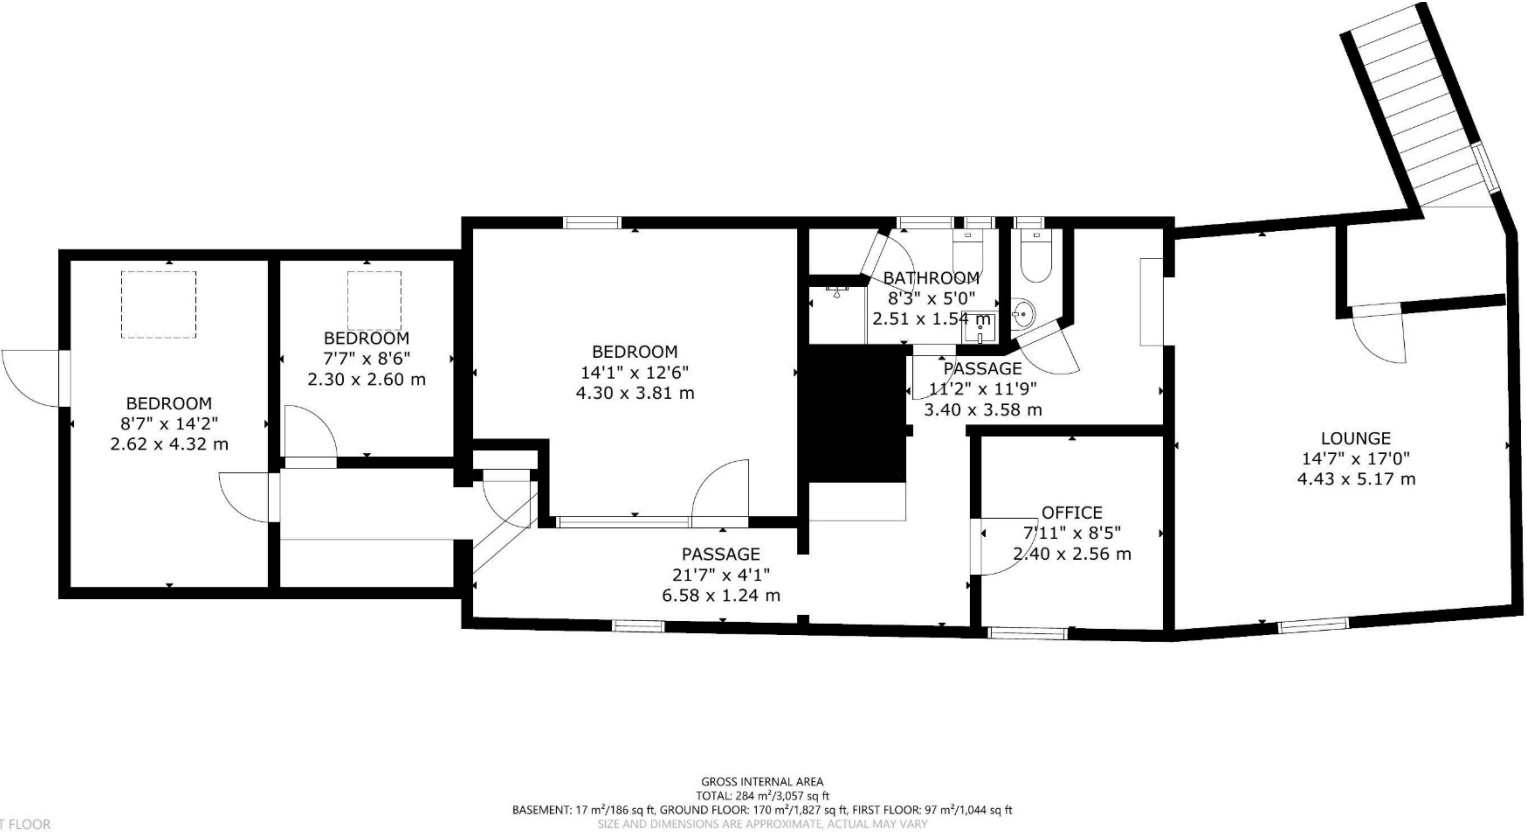 BEDROOM
8'7" x 14'2"
2.62 x 4.32 m
BEDROOM
7'7" x 8'6"
2.30 x 2.60 m
BEDROOM
14'1" x 12'6"
4.30 x 3.81 m
BATHROOM
8'3" x 5'0"
2.51 x 1.54 m
PASSAGE
11'2" x 11'9"
3.40 x 3.58 m
LOUNGE
14'7" x 17'0"
4.43 x 5.17 m
OFFICE
7'11" x 8'5"
2.40 x 2.56 m
PASSAGE
21'7" x 4'1"
6.58 x 1.24 m
GROSS INTERNAL AREA
TOTAL: 284 m²/3,057 sq ft
BASEMENT: 17 m²/186 sq ft, GROUND FLOOR: 170 m²/1,827 sq ft, FIRST FLOOR: 97 m²/1,044 sq ft
SIZE AND DIMENSIONS ARE APPROXIMATE, ACTUAL MAY VARY
T FLOOR